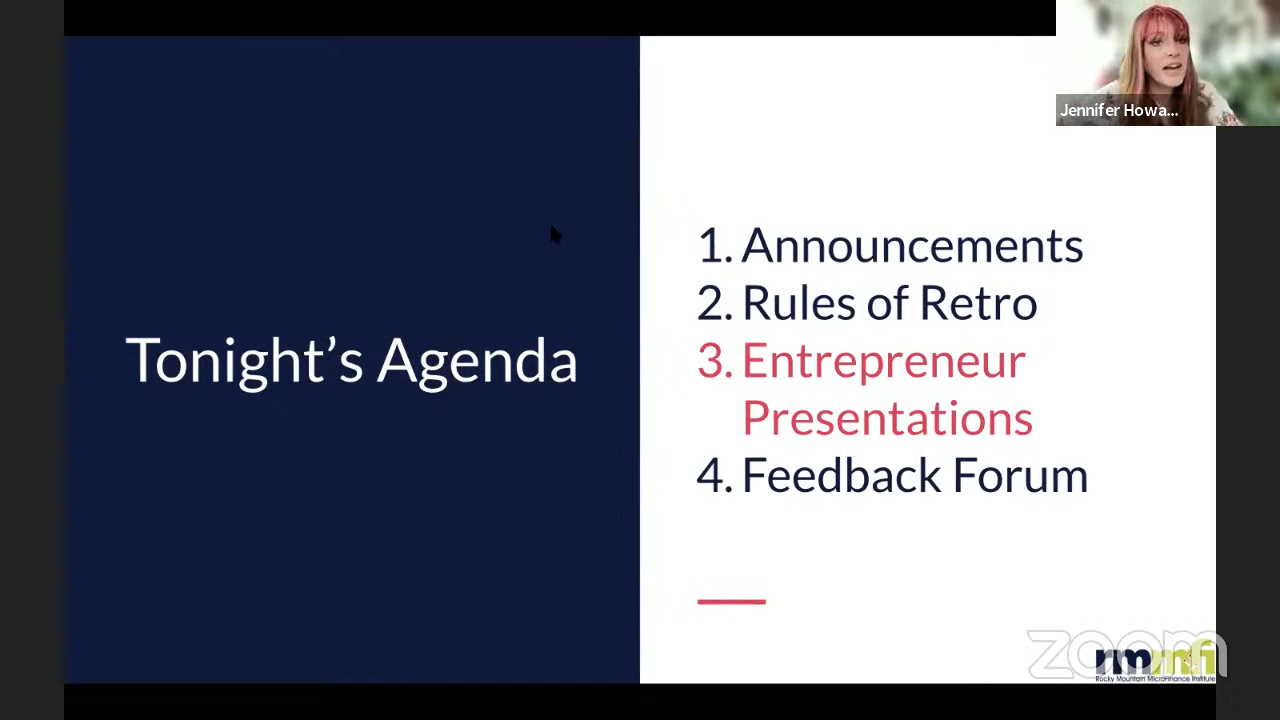 Jennifer Howa...
Tonight's Agenda
1. Announcements
2. Rules of Retro
3. Entrepreneur
Presentations
4. Feedback Forum
zoom
rmmfi
Rocky Mountain MicroFinance Institute